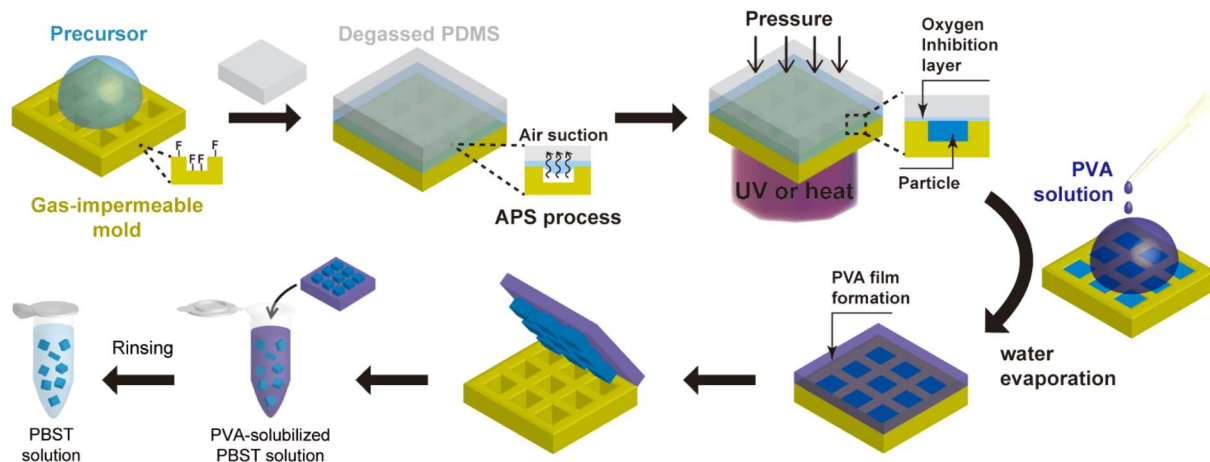 Precursor
F
F F
F
Gas-impermeable
mold
Degassed PDMS
Air suction
APS process
Pressure
UV or heat
Oxygen
Inhibition
layer
Particle
PVA
solution
water
evaporation
PVA film
formation
PVA-solubilized
PBST solution
Rinsing
PBST
solution